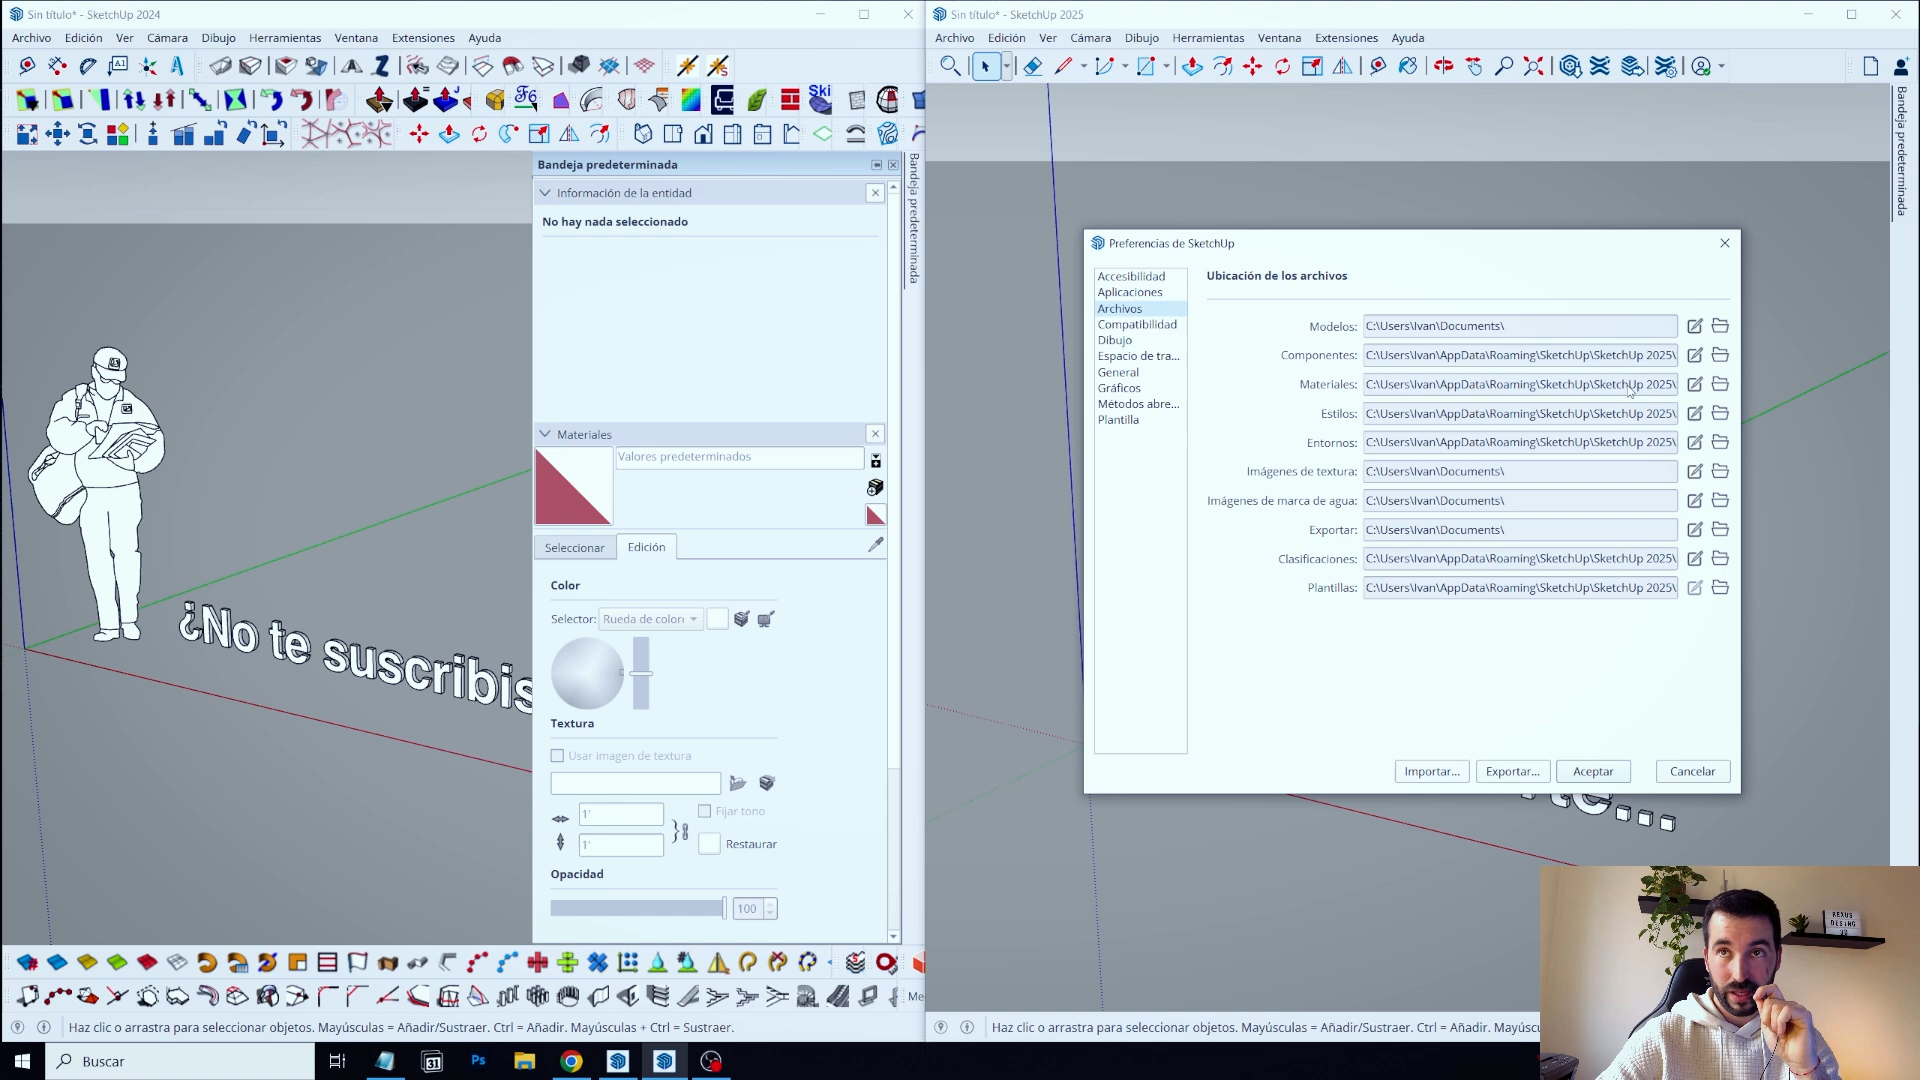 Sin título* - SketchUp 2024
Archivo Edición Ver Cámara Dibujo Herramientas Ventana Extensiones Ayuda
Bandeja predeterminada
Información de la entidad
No hay nada seleccionado
Materiales
Valores predeterminados
Seleccionar Edición
Color
Selector: Rueda de color
Textura
Usar imagen de textura
1'
Fijar tono
1'
Restaurar
Opacidad
100
Bandeja predeterminada
¿No te suscribis
Haz clic o arrastra para seleccionar objetos. Mayúsculas = Añadir/Sustraer. Ctrl = Añadir. Mayúsculas + Ctrl = Sustraer.
Sin título* - SketchUp 2025
Archivo Edición Ver Cámara Dibujo Herramientas Ventana Extensiones Ayuda
Bandeja predeterminada
Preferencias de SketchUp
Accesibilidad
Aplicaciones
Archivos
Compatibilidad
Dibujo
Espacio de tra...
General
Gráficos
Métodos abre...
Plantilla
Ubicación de los archivos
Modelos: C:\Users\Ivan\Documents\
Componentes: C:\Users\Ivan\AppData\Roaming\SketchUp\SketchUp 2025\
Materiales: C:\Users\Ivan\AppData\Roaming\SketchUp\SketchUp 2025\
Estilos: C:\Users\Ivan\AppData\Roaming\SketchUp\SketchUp 2025\
Entornos: C:\Users\Ivan\AppData\Roaming\SketchUp\SketchUp 2025\
Imágenes de textura: C:\Users\Ivan\Documents\
Imágenes de marca de agua: C:\Users\Ivan\Documents\
Exportar: C:\Users\Ivan\Documents\
Clasificaciones: C:\Users\Ivan\AppData\Roaming\SketchUp\SketchUp 2025\
Plantillas: C:\Users\Ivan\AppData\Roaming\SketchUp\SketchUp 2025\
Importar... Exportar... Aceptar Cancelar
te...
Haz clic o arrastra para seleccionar objetos. Mayúsculas = Añadir/Sustraer. Ctrl = Añadir. Mayúscu
Buscar
31
Ps